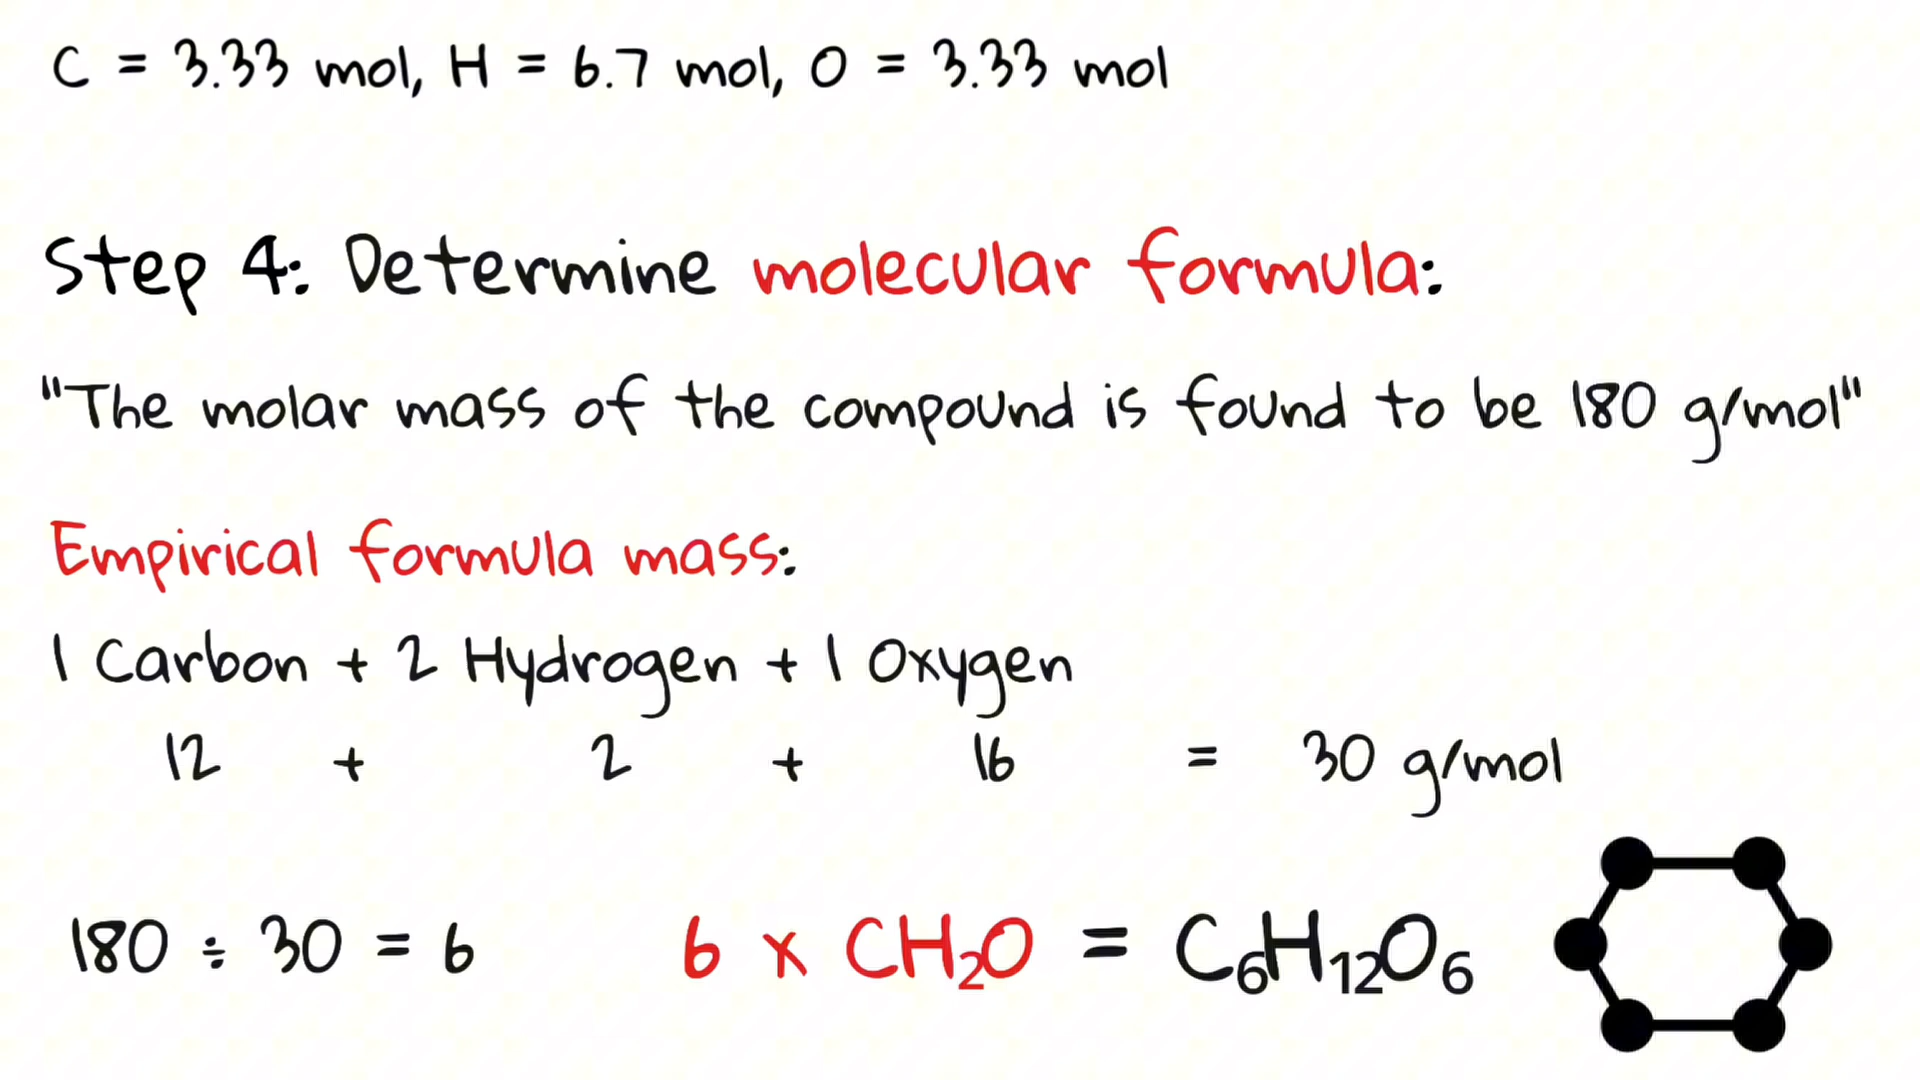 C = 3.33 mol, H = 6.7 mol, O = 3.33 mol
Step 4: Determine molecular formula:
"The molar mass of the compound is found to be 180 g/mol"
Empirical formula mass:
1 Carbon + 2 Hydrogen + 1 Oxygen
12 + 2 + 16 = 30 g/mol
180 ÷ 30 = 6 6 x CH₂O = C₆H₁₂O₆